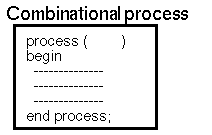 Combinational process
process (        )
begin
--------------
--------------
--------------
end process;